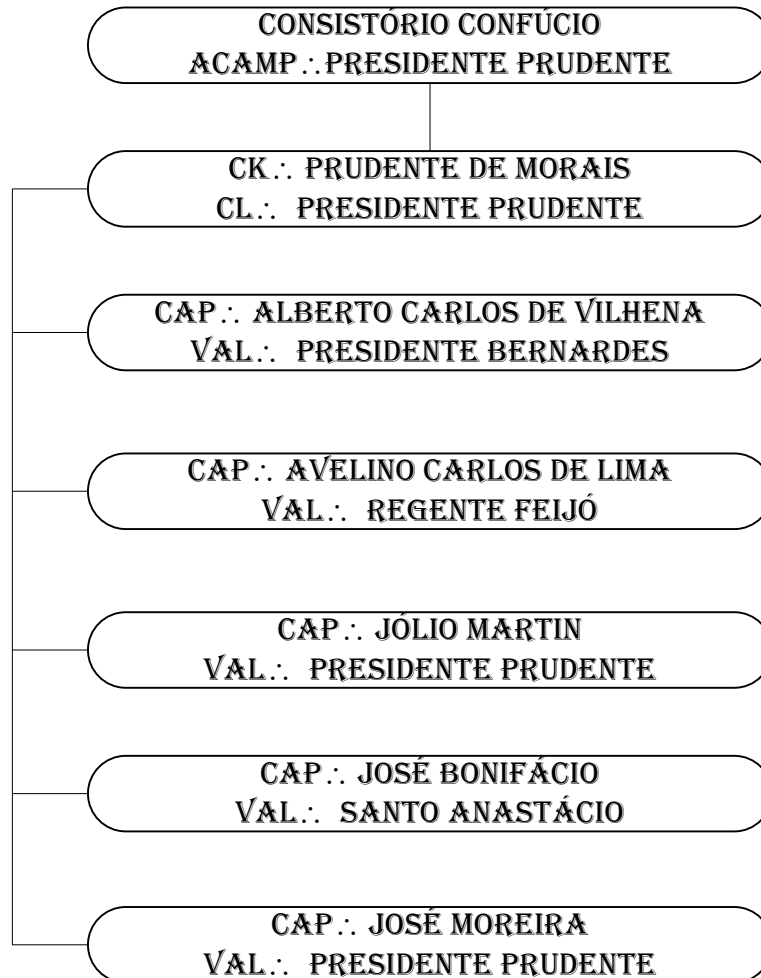 CONSISTÓRIO CONFÚCIO
ACAMP∴PRESIDENTE PRUDENTE
CK∴ PRUDENTE DE MORAIS
CL∴ PRESIDENTE PRUDENTE
CAP∴ ALBERTO CARLOS DE VILHENA
VAL∴ PRESIDENTE BERNARDES
CAP∴ AVELINO CARLOS DE LIMA
VAL∴ REGENTE FEIJÓ
CAP∴ JÓLIO MARTIN
VAL∴ PRESIDENTE PRUDENTE
CAP∴ JOSÉ BONIFÁCIO
VAL∴ SANTO ANASTÁCIO
CAP∴ JOSÉ MOREIRA
VAL∴ PRESIDENTE PRUDENTE